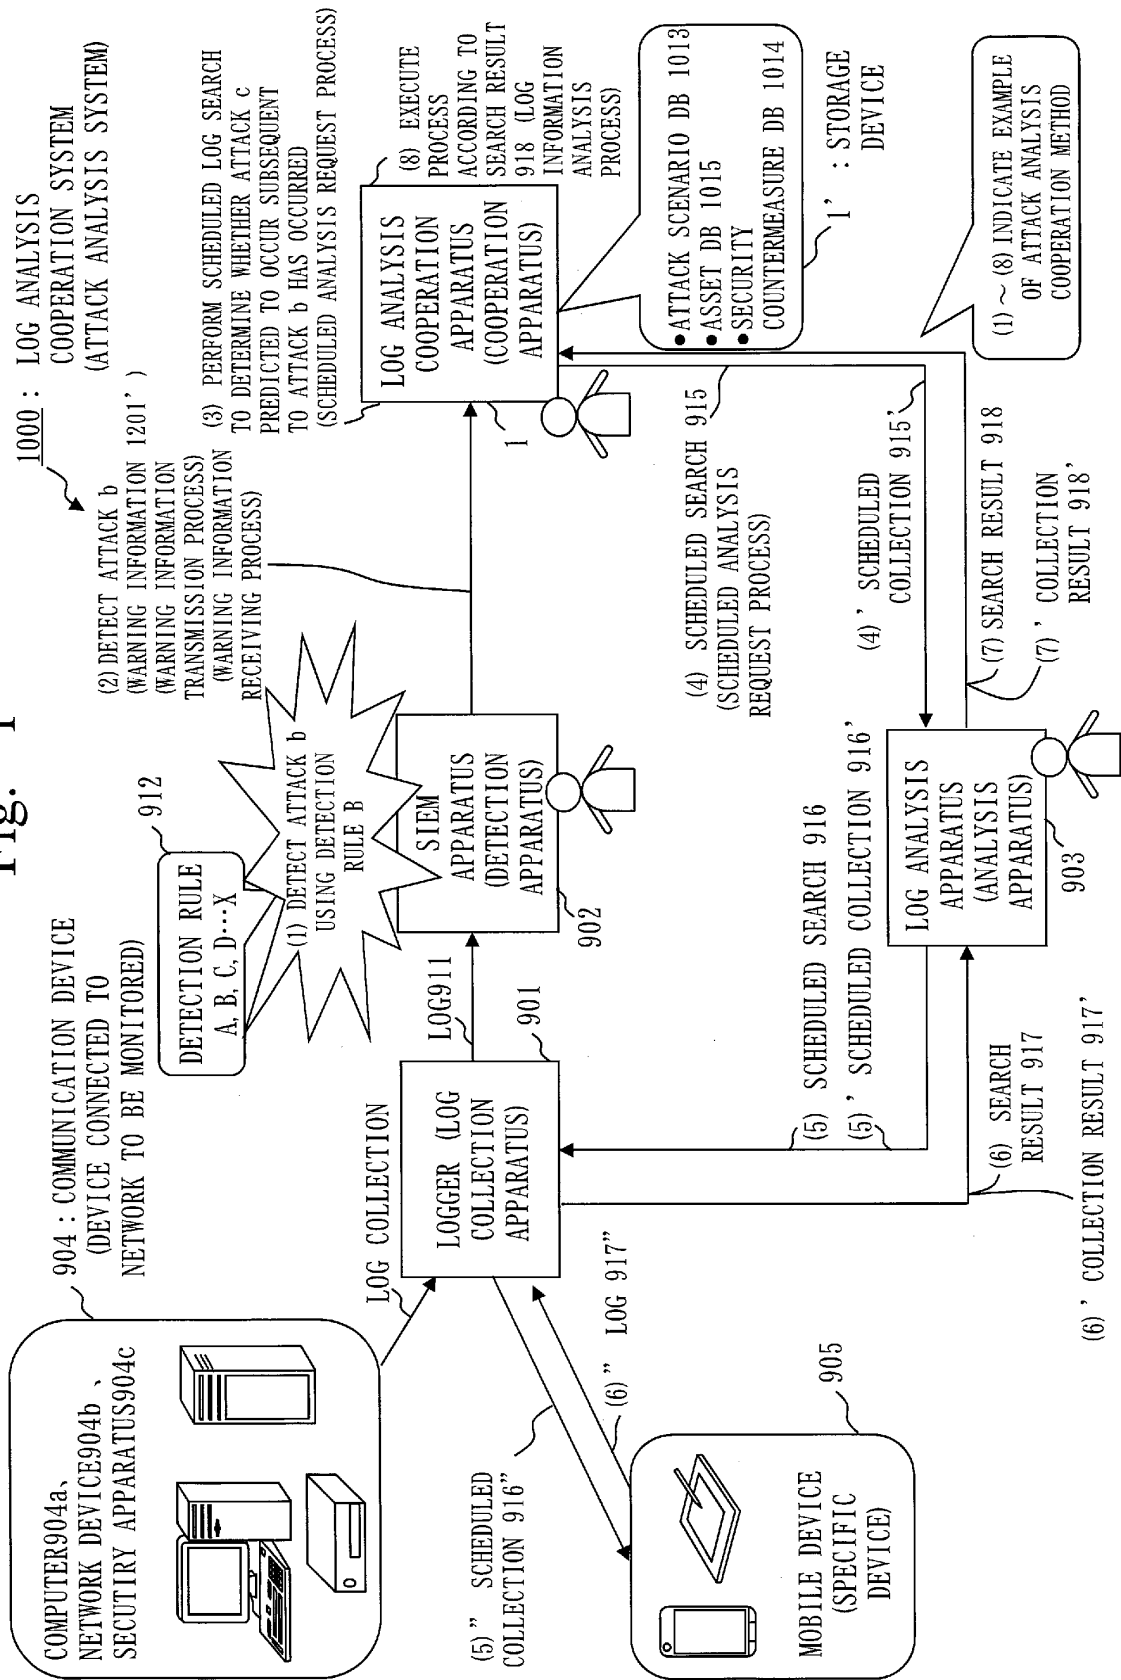 Fig. 1
1000 : LOG ANALYSIS
COOPERATION SYSTEM
(ATTACK ANALYSIS SYSTEM)
904 : COMMUNICATION DEVICE
(DEVICE CONNECTED TO
NETWORK TO BE MONITORED)
COMPUTER904a、
NETWORK DEVICE904b 、
SECUTIRY APPARATUS904c
LOG COLLECTION
LOGGER (LOG
COLLECTION
APPARATUS)
901
LOG911
912
DETECTION RULE
A, B, C, D···X
(1) DETECT ATTACK b
USING DETECTION
RULE B
SIEM
APPARATUS
(DETECTION
APPARATUS)
902
(2) DETECT ATTACK b
(WARNING INFORMATION 1201' )
(WARNING INFORMATION
TRANSMISSION PROCESS)
(WARNING INFORMATION
RECEIVING PROCESS)
(3) PERFORM SCHEDULED LOG SEARCH
TO DETERMINE WHETHER ATTACK c
PREDICTED TO OCCUR SUBSEQUENT
TO ATTACK b HAS OCCURRED
(SCHEDULED ANALYSIS REQUEST PROCESS)
LOG ANALYSIS
COOPERATION
APPARATUS
(COOPERATION
APPARATUS)
1
(8) EXECUTE
PROCESS
ACCORDING TO
SEARCH RESULT
918 (LOG
INFORMATION
ANALYSIS
PROCESS)
●ATTACK SCENARIO DB 1013
●ASSET DB 1015
●SECURITY
COUNTERMEASURE DB 1014
1' : STORAGE
DEVICE
(4) SCHEDULED SEARCH 915
(SCHEDULED ANALYSIS
REQUEST PROCESS)
(4)' SCHEDULED
COLLECTION 915'
(7) SEARCH RESULT 918
(7)' COLLECTION
RESULT 918'
(1) ~ (8) INDICATE EXAMPLE
OF ATTACK ANALYSIS
COOPERATION METHOD
LOG ANALYSIS
APPARATUS
(ANALYSIS
APPARATUS)
903
(5) SCHEDULED SEARCH 916
(5)' SCHEDULED COLLECTION 916'
(6) SEARCH
RESULT 917
(6)' COLLECTION RESULT 917'
(5)" SCHEDULED
COLLECTION 916"
(6)" LOG 917"
905
MOBILE DEVICE
(SPECIFIC
DEVICE)